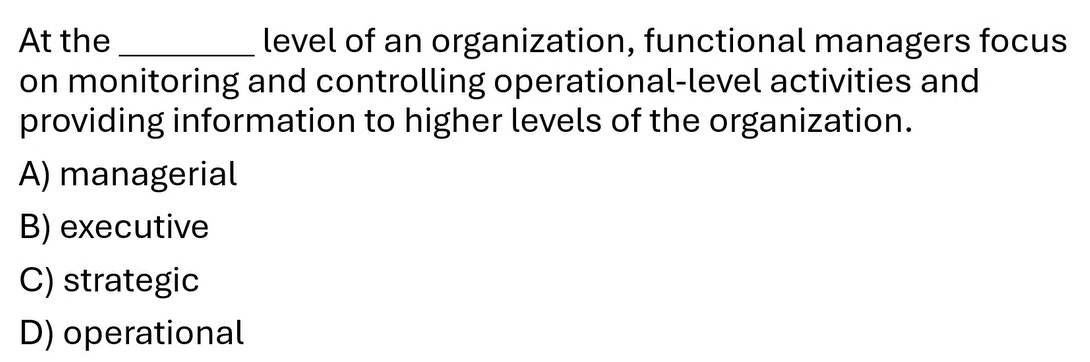 At the _________ level of an organization, functional managers focus
on monitoring and controlling operational-level activities and
providing information to higher levels of the organization.
A) managerial
B) executive
C) strategic
D) operational